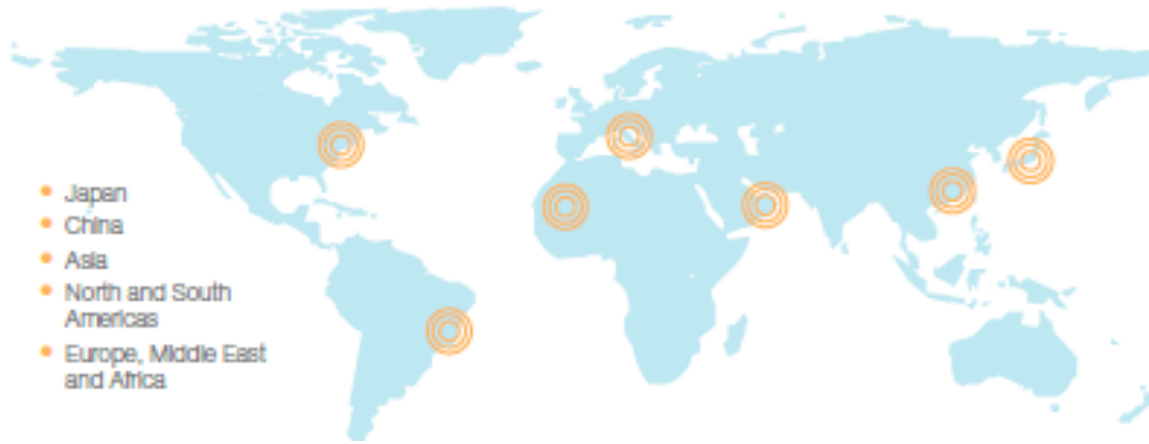 Japan
China
Asia
North and South
Americas
Europe, Middle East
and Africa